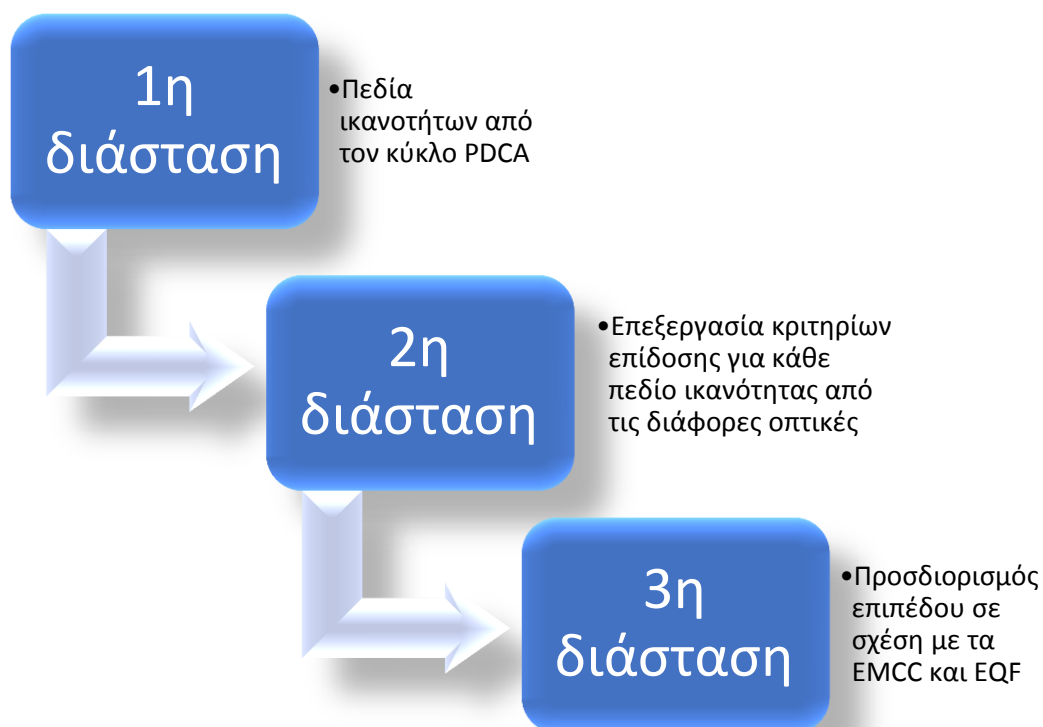 1η
διάσταση
•Πεδία
ικανοτήτων από
τον κύκλο PDCA
2η
διάσταση
•Επεξεργασία κριτηρίων
επίδοσης για κάθε
πεδίο ικανότητας από
τις διάφορες οπτικές
3η
διάσταση
•Προσδιορισμός
επιπέδου σε
σχέση με τα
EMCC και EQF